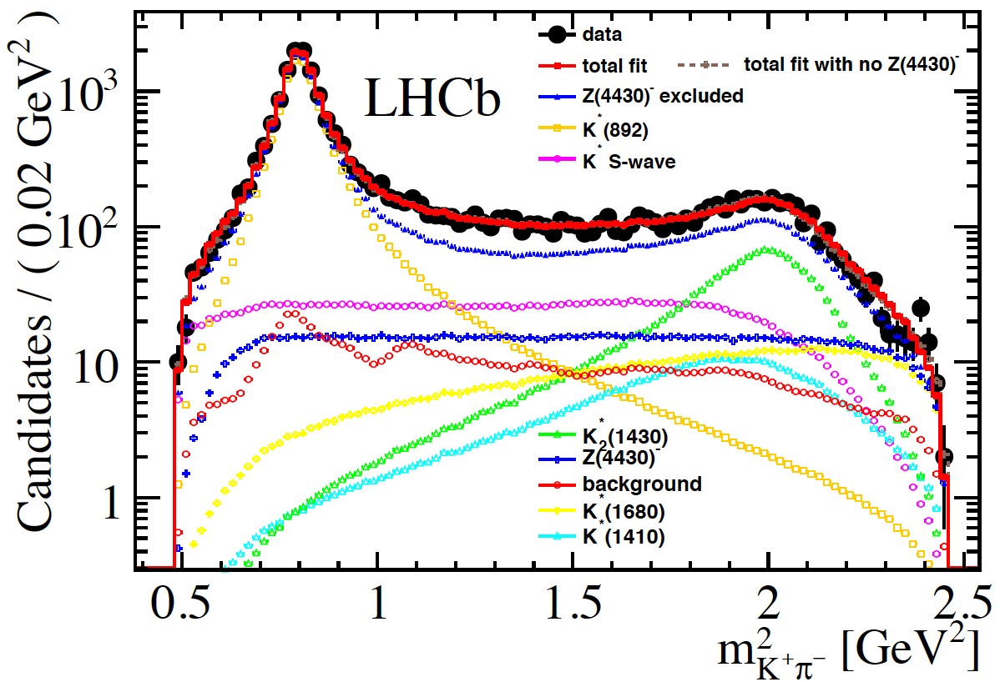 Candidates / ( 0.02 GeV² )
10³
10²
10
1
LHCb
data
total fit
total fit with no Z(4430)⁻
Z(4430)⁻ excluded
K*(892)
K* S-wave
K*₂(1430)
Z(4430)⁻
background
K*(1680)
K*(1410)
0.5 1 1.5 2 2.5
m²K⁺π⁻ [GeV²]